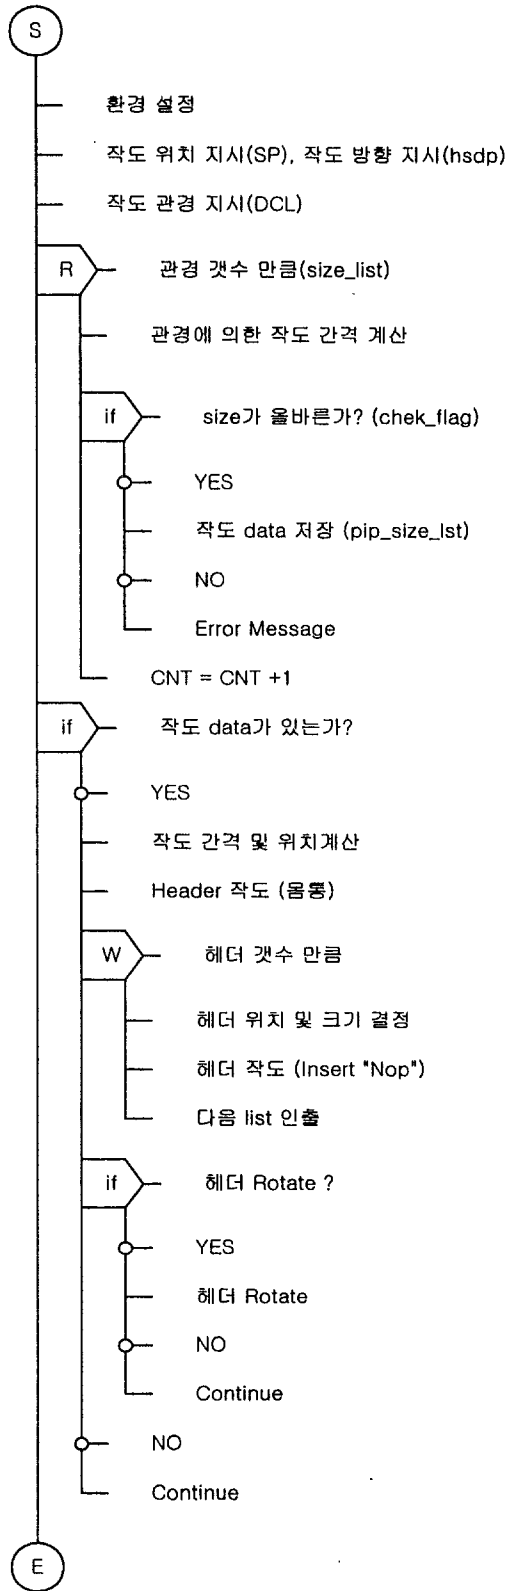 S
환경 설정
작도 위치 지시(SP), 작도 방향 지시(hsdp)
작도 관경 지시(DCL)
R 관경 갯수 만큼(size_list)
관경에 의한 작도 간격 계산
if size가 올바른가? (chek_flag)
YES
작도 data 저장 (pip_size_lst)
NO
Error Message
CNT = CNT +1
if 작도 data가 있는가?
YES
작도 간격 및 위치계산
Header 작도 (몸통)
W 헤더 갯수 만큼
헤더 위치 및 크기 결정
헤더 작도 (Insert "Nop")
다음 list 인출
if 헤더 Rotate ?
YES
헤더 Rotate
NO
Continue
NO
Continue
E